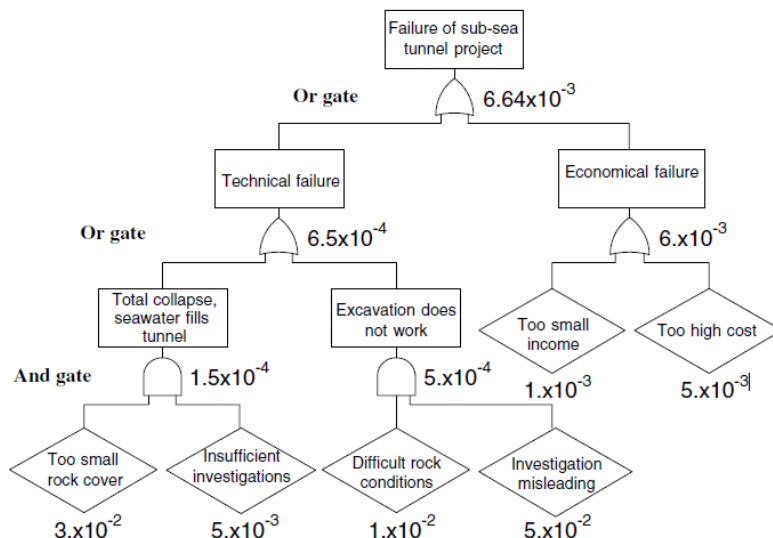 Failure of sub-sea
tunnel project
Or gate
6.64x10⁻³
Technical failure
Economical failure
Or gate
6.5x10⁻⁴
6.x10⁻³
Total collapse,
seawater fills
tunnel
Excavation does
not work
Too small
income
Too high cost
And gate
1.5x10⁻⁴
5.x10⁻⁴
1.x10⁻³
5.x10⁻³
Too small
rock cover
Insufficient
investigations
Difficult rock
conditions
Investigation
misleading
3.x10⁻²
5.x10⁻³
1.x10⁻²
5.x10⁻²